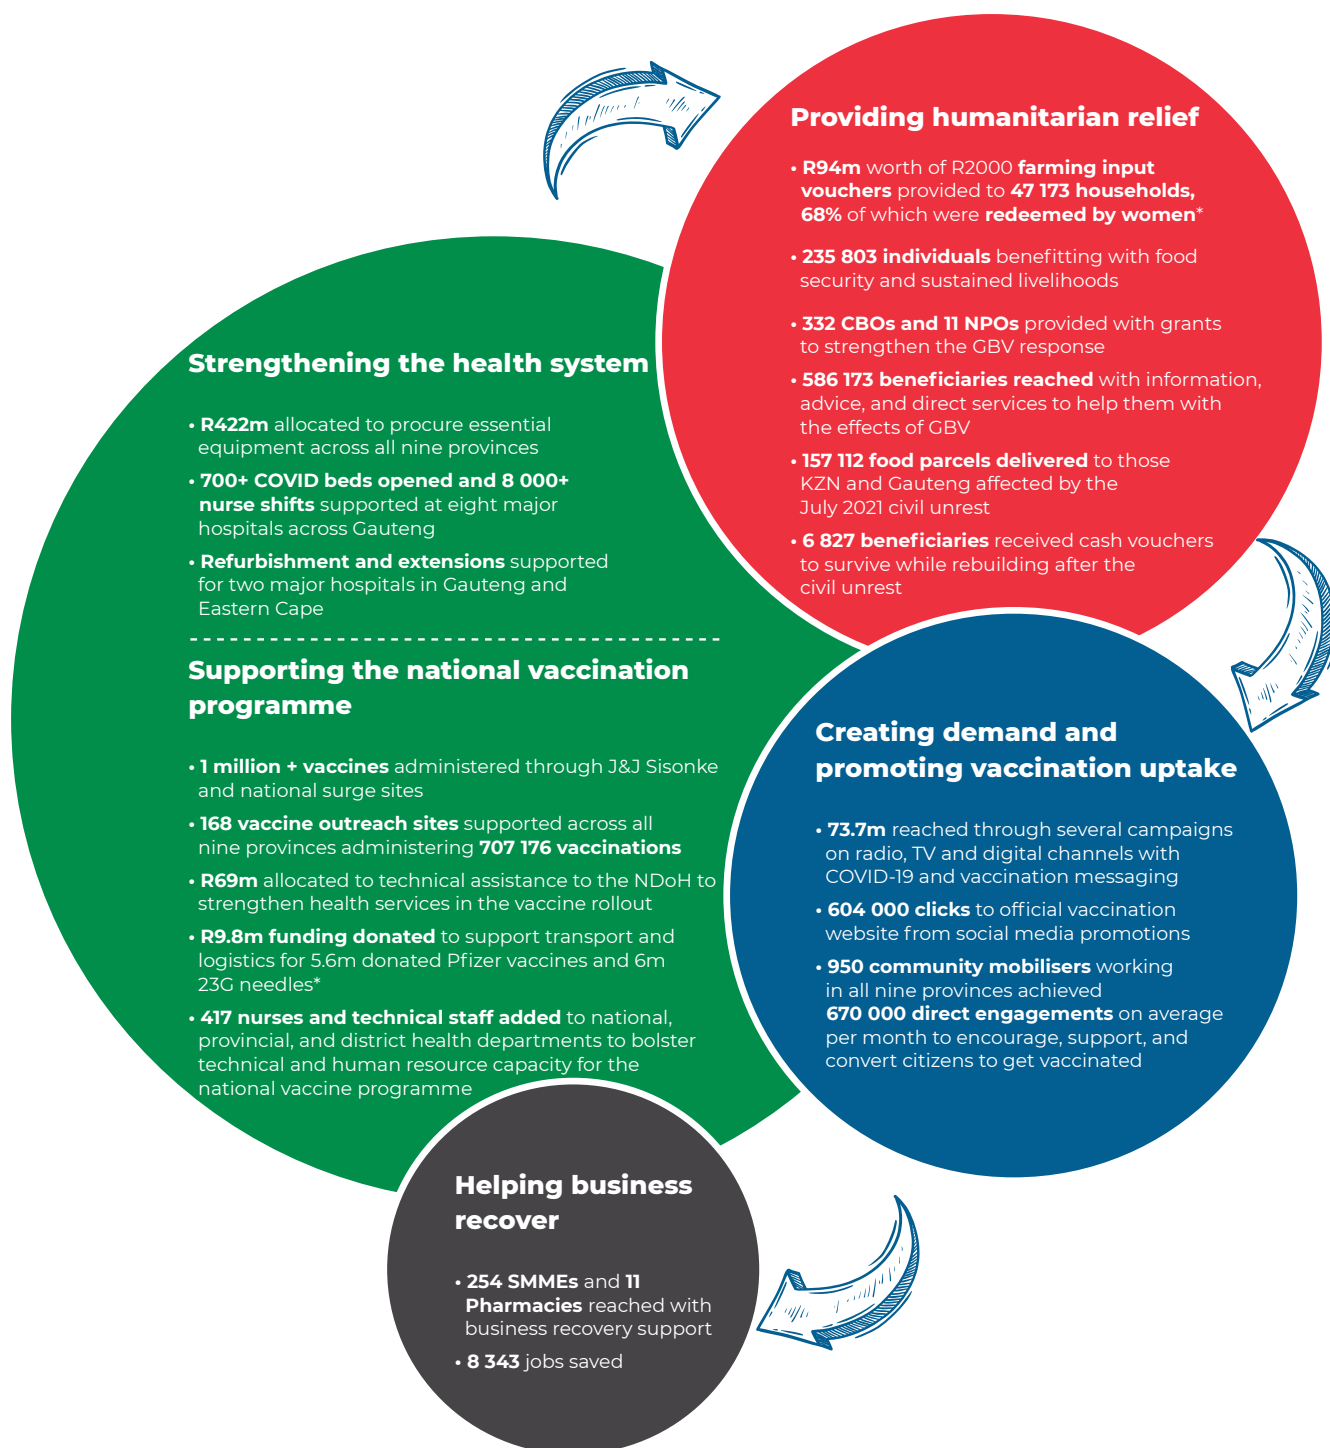 Providing humanitarian relief
• R94m worth of R2000 farming input
vouchers provided to 47 173 households,
68% of which were redeemed by women*
• 235 803 individuals benefitting with food
security and sustained livelihoods
• 332 CBOs and 11 NPOs provided with grants
to strengthen the GBV response
• 586 173 beneficiaries reached with information,
advice, and direct services to help them with
the effects of GBV
• 157 112 food parcels delivered to those
KZN and Gauteng affected by the
July 2021 civil unrest
• 6 827 beneficiaries received cash vouchers
to survive while rebuilding after the
civil unrest
Strengthening the health system
• R422m allocated to procure essential
equipment across all nine provinces
• 700+ COVID beds opened and 8 000+
nurse shifts supported at eight major
hospitals across Gauteng
• Refurbishment and extensions supported
for two major hospitals in Gauteng and
Eastern Cape
Supporting the national vaccination
programme
• 1 million + vaccines administered through J&J Sisonke
and national surge sites
• 168 vaccine outreach sites supported across all
nine provinces administering 707 176 vaccinations
• R69m allocated to technical assistance to the NDoH to
strengthen health services in the vaccine rollout
• R9.8m funding donated to support transport and
logistics for 5.6m donated Pfizer vaccines and 6m
23G needles*
• 417 nurses and technical staff added to national,
provincial, and district health departments to bolster
technical and human resource capacity for the
national vaccine programme
Creating demand and
promoting vaccination uptake
• 73.7m reached through several campaigns
on radio, TV and digital channels with
COVID-19 and vaccination messaging
• 604 000 clicks to official vaccination
website from social media promotions
• 950 community mobilisers working
in all nine provinces achieved
670 000 direct engagements on average
per month to encourage, support, and
convert citizens to get vaccinated
Helping business
recover
• 254 SMMEs and 11
Pharmacies reached with
business recovery support
• 8 343 jobs saved